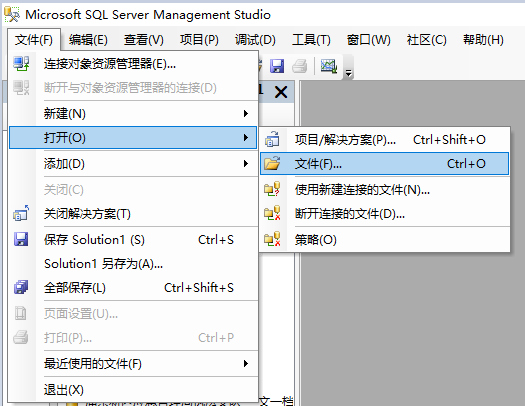 Microsoft SQL Server Management Studio
文件(F) 编辑(E) 查看(V) 项目(P) 调试(D) 工具(T) 窗口(W) 社区(C) 帮助(H)
连接对象资源管理器(E)...
断开与对象资源管理器的连接(D)
新建(N)
打开(O)
项目/解决方案(P)... Ctrl+Shift+O
添加(D)
文件(F)... Ctrl+O
关闭(C)
使用新建连接的文件(N)...
关闭解决方案(T)
断开连接的文件(D)...
保存 Solution1 (S) Ctrl+S
策略(O)
Solution1 另存为(A)...
全部保存(L) Ctrl+Shift+S
页面设置(U)...
打印(P)... Ctrl+P
最近使用的文件(F)
退出(X)